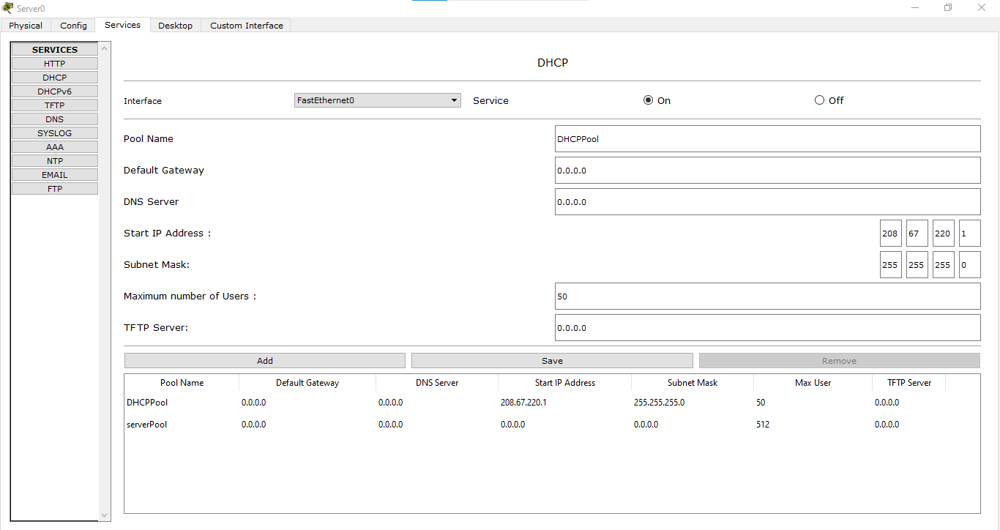 Server0
Physical Config Services Desktop Custom Interface
SERVICES
HTTP
DHCP
DHCPv6
TFTP
DNS
SYSLOG
AAA
NTP
EMAIL
FTP
DHCP
Interface FastEthernet0 Service On Off
Pool Name DHCPPool
Default Gateway 0.0.0.0
DNS Server 0.0.0.0
Start IP Address : 208 67 220 1
Subnet Mask: 255 255 255 0
Maximum number of Users : 50
TFTP Server: 0.0.0.0
Add Save Remove
Pool Name Default Gateway DNS Server Start IP Address Subnet Mask Max User TFTP Server
DHCPPool 0.0.0.0 0.0.0.0 208.67.220.1 255.255.255.0 50 0.0.0.0
serverPool 0.0.0.0 0.0.0.0 0.0.0.0 0.0.0.0 512 0.0.0.0